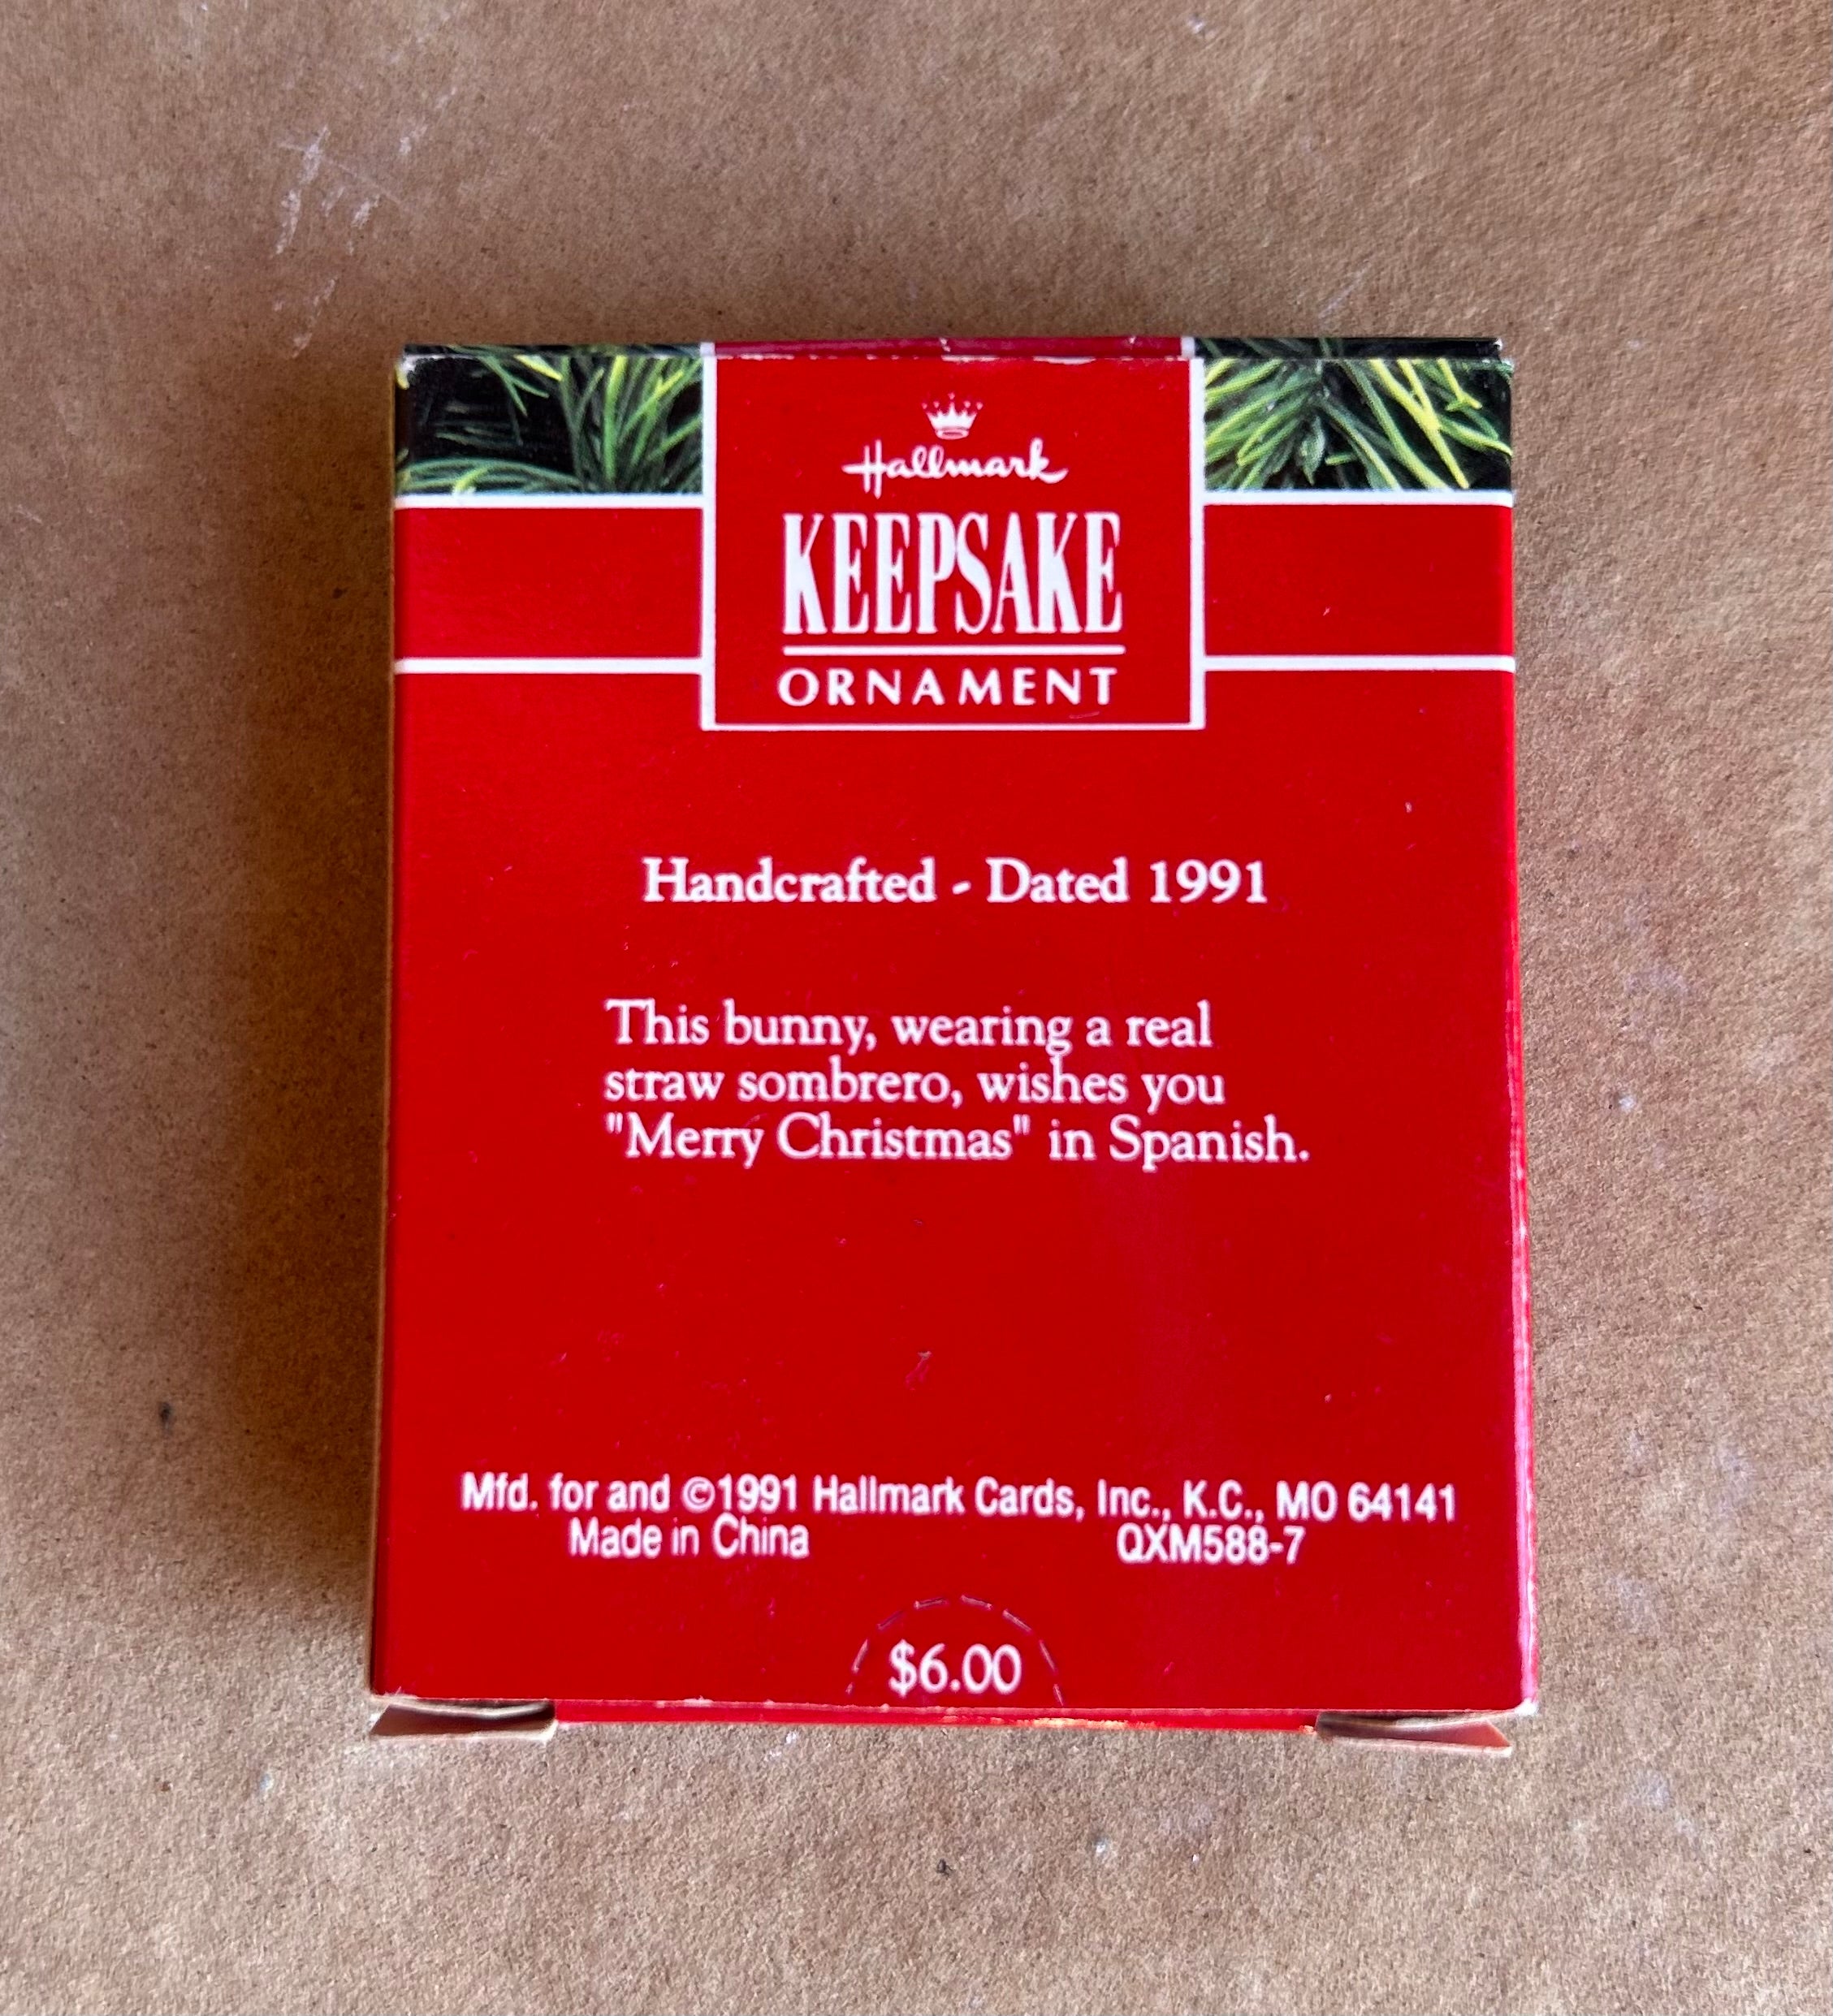 Hallmark
KEEPSAKE
ORNAMENT
Handcrafted - Dated 1991
This bunny, wearing a real
straw sombrero, wishes you
"Merry Christmas" in Spanish.
Mfd. for and ©1991 Hallmark Cards, Inc., K.C., MO 64141
Made in China QXM588-7
$6.00